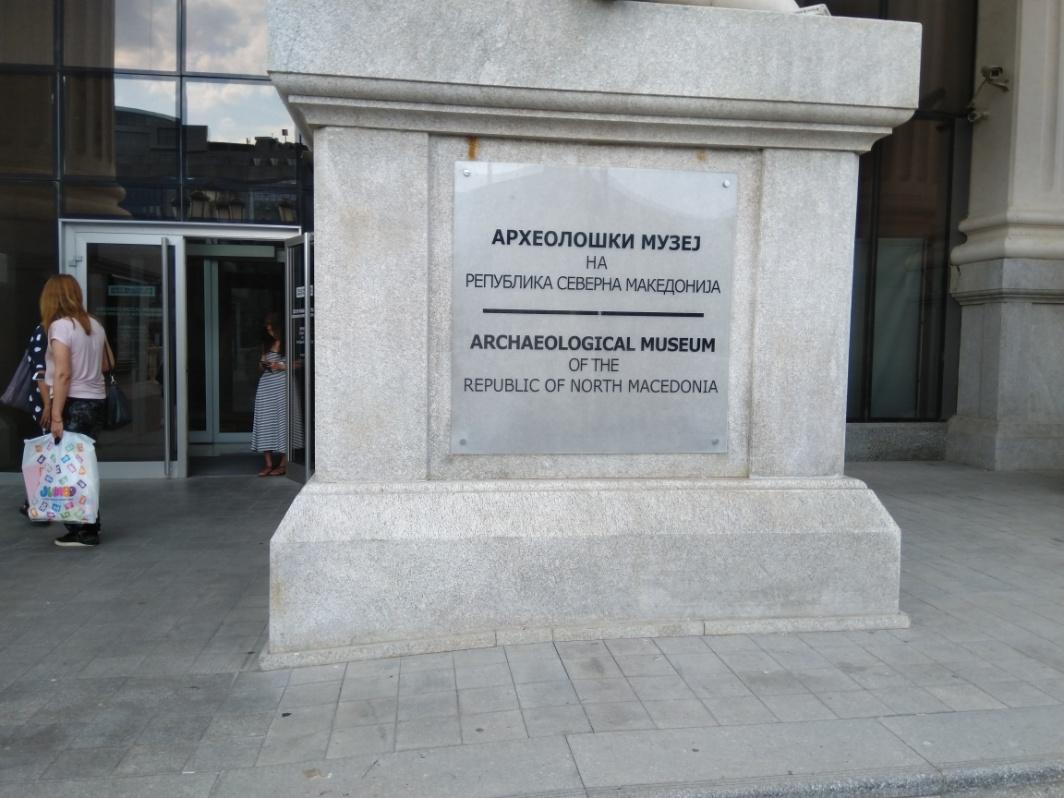 АРХЕОЛОШКИ МУЗЕЈ
НА
РЕПУБЛИКА СЕВЕРНА МАКЕДОНИЈА
ARCHAEOLOGICAL MUSEUM
OF THE
REPUBLIC OF NORTH MACEDONIA